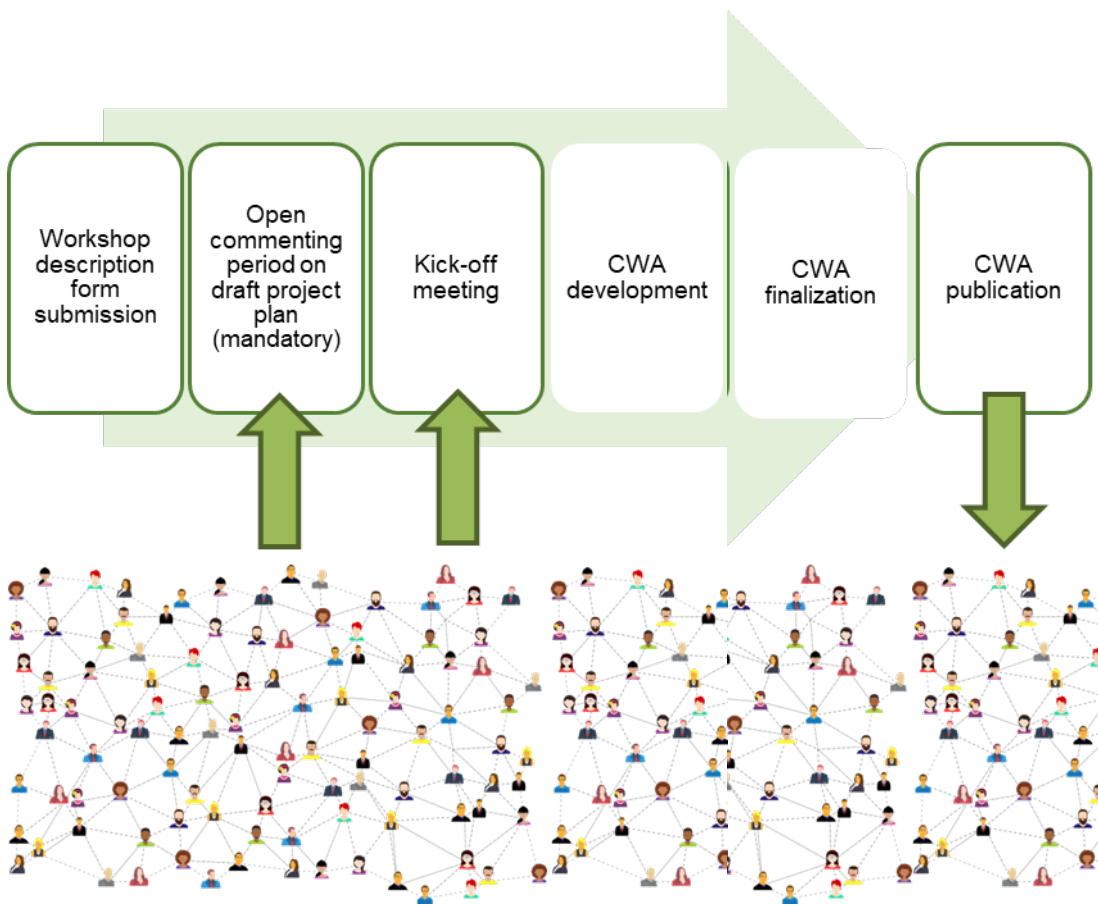 Workshop
description
form
submission
Open
commenting
period on
draft project
plan
(mandatory)
Kick-off
meeting
CWA
development
CWA
finalization
CWA
publication